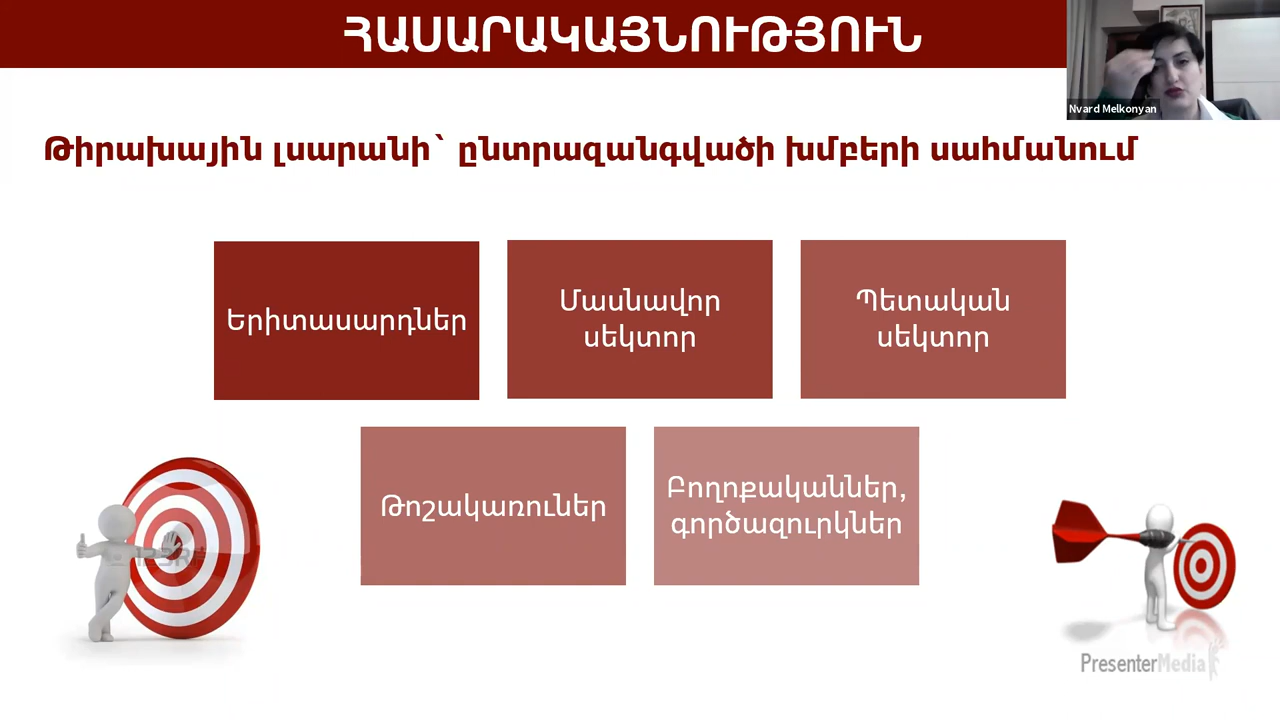 ՀԱՍԱՐԱԿԱՅՆՈՒԹՅՈՒՆ
Nvard Melkonyan
Թիրախային լսարանի` ընտրազանգվածի խմբերի սահմանում
Երիտասարդներ
Մասնավոր
սեկտոր
Պետական
սեկտոր
Թոշակառուներ
Բողոքականներ,
գործազուրկներ
PresenterMedia